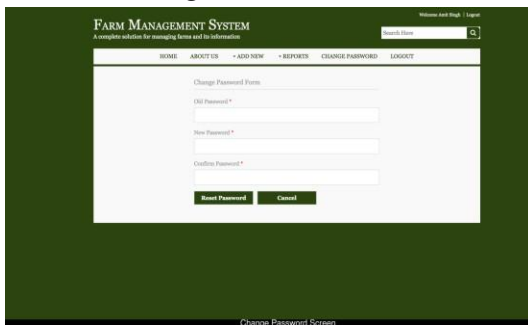 Welcome Amit Singh | Logout
FARM MANAGEMENT SYSTEM
A complete solution for managing farms and its information
Search Here
HOME ABOUT US + ADD NEW + REPORTS CHANGE PASSWORD LOGOUT
Change Password Form
Old Password *
New Password *
Confirm Password *
Reset Password Cancel
Change Password Screen